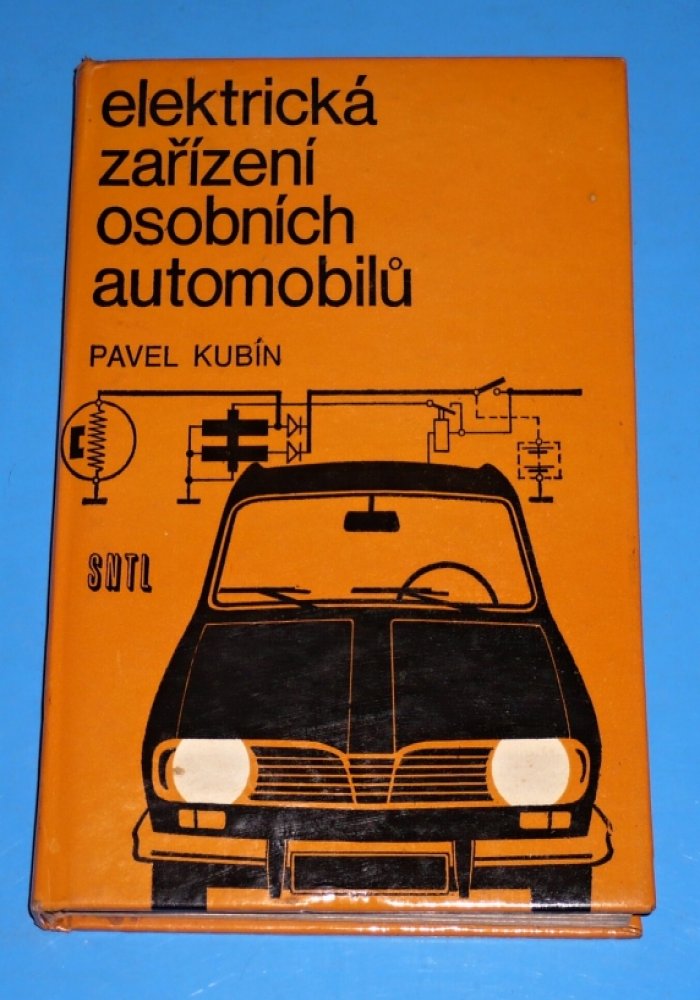 elektrická
zařízení
osobních
automobilů
PAVEL KUBÍN
SNTL